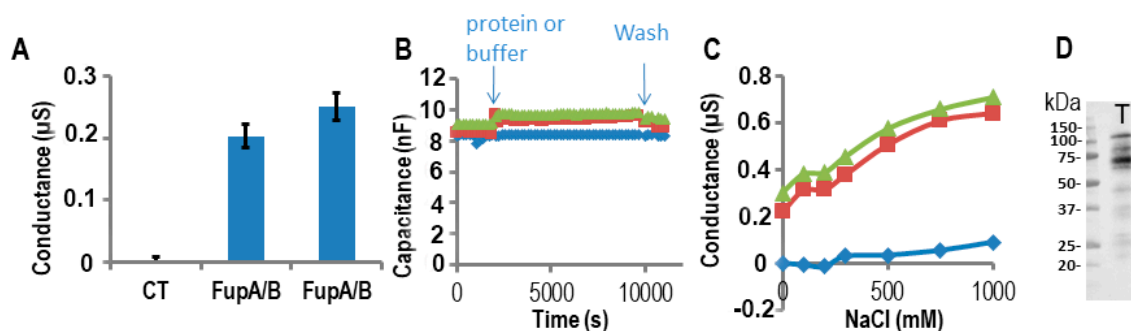 A
Conductance (µS)
0.3
0.2
0.1
0
CT
FupA/B
FupA/B
B
protein or
buffer
Wash
Capacitance (nF)
12
10
8
6
4
2
0
0
5000
10000
Time (s)
C
Conductance (µS)
0.8
0.6
0.4
0.2
0
-0.2
0
500
1000
NaCl (mM)
D
kDa
T
150-
100-
75-
50-
37-
25-
20-